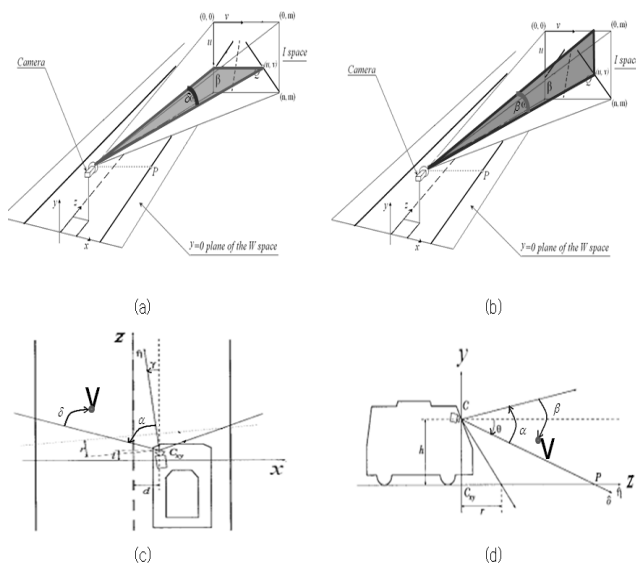 (0, 0)
v
(0, m)
u
I space
Camera
β
(u, v)
α̂
(n, m)
P
y
z
x
y=0 plane of the W space
(a)
(0, 0)
v
(0, m)
u
I space
Camera
β
(u, v)
β
(n, m)
P
y
z
x
y=0 plane of the W space
(b)
z
η̂
γ
V
δ̂
α
r
l
C
x
d
(c)
y
C
β
θ
α
V
h
P
z
C
r
η̂
δ̂
(d)